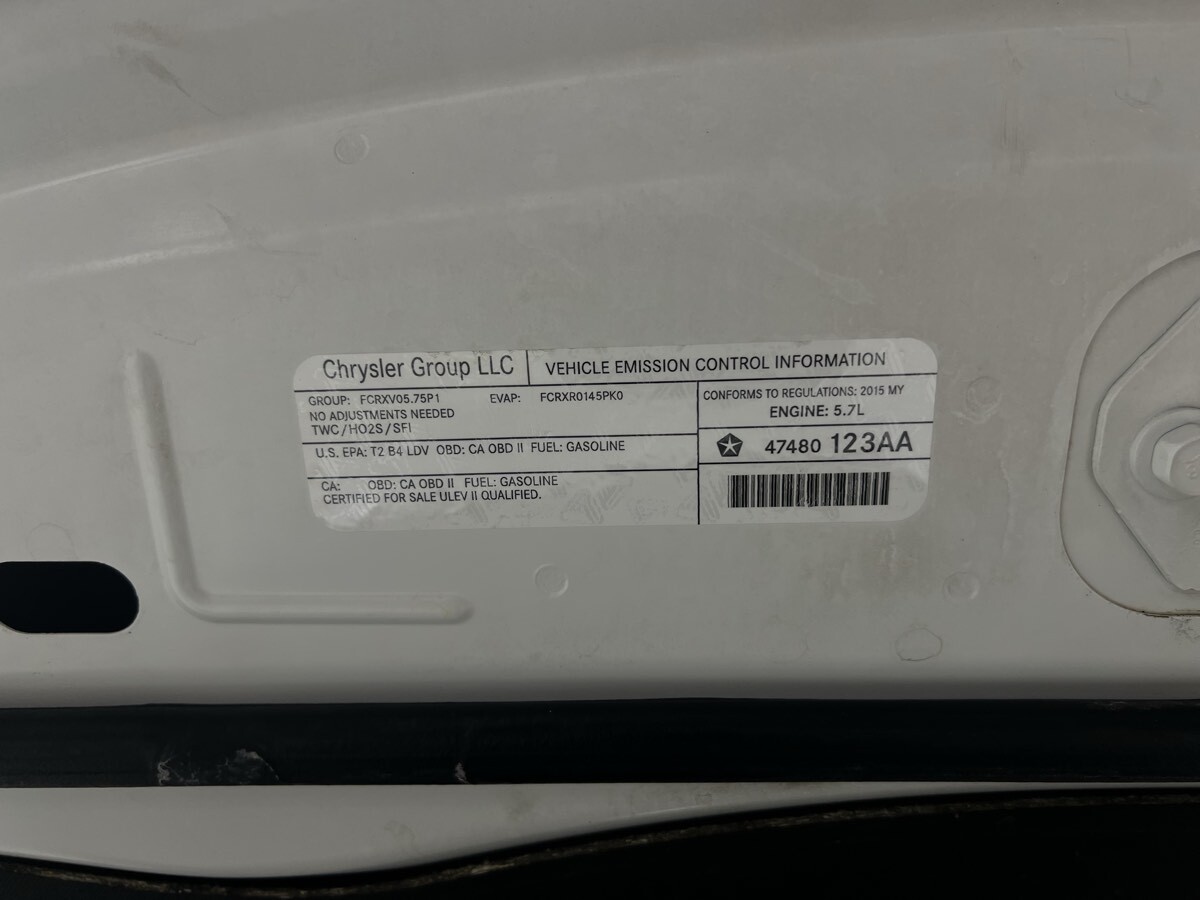 Chrysler Group LLC
VEHICLE EMISSION CONTROL INFORMATION
GROUP: FCRXV05.75P1 EVAP: FCRXR0145PK0
NO ADJUSTMENTS NEEDED
TWC/HO2S/SFI
U.S. EPA: T2 B4 LDV OBD: CA OBD II FUEL: GASOLINE
CA: OBD: CA OBD II FUEL: GASOLINE
CERTIFIED FOR SALE ULEV II QUALIFIED.
CONFORMS TO REGULATIONS: 2015 MY
ENGINE: 5.7L
47480 123AA